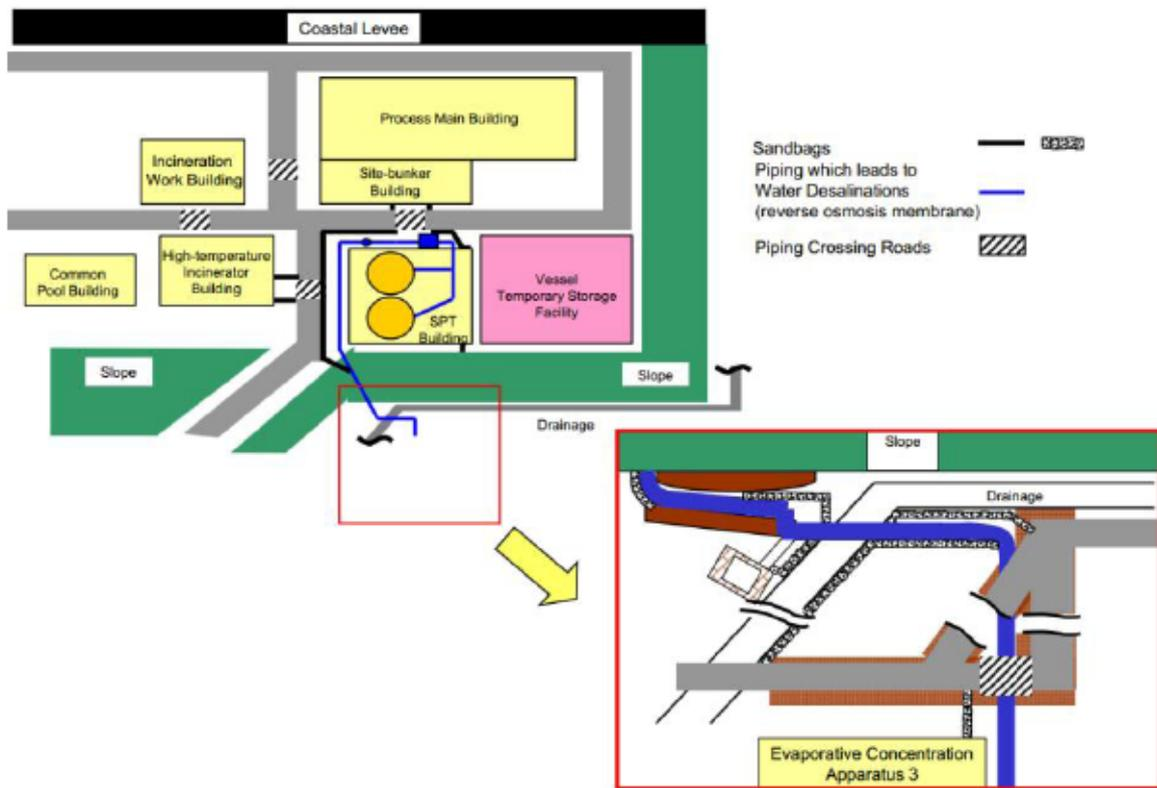 Coastal Levee
Process Main Building
Incineration
Work Building
Site-bunker
Building
Sandbags
Piping which leads to
Water Desalinations
(reverse osmosis membrane)
Piping Crossing Roads
Common
Pool Building
High-temperature
Incinerator
Building
SPT
Building
Vessel
Temporary Storage
Facility
Slope
Slope
Drainage
Slope
Drainage
Evaporative Concentration
Apparatus 3